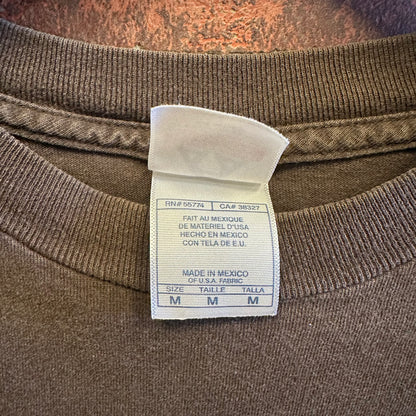 RN# 55774 CA# 38327
FAIT AU MEXIQUE
DE MATERIEL D'USA
HECHO EN MEXICO
CON TELA DE E.U.
MADE IN MEXICO
OF U.S.A. FABRIC
SIZE TAILLE TALLA
M M M